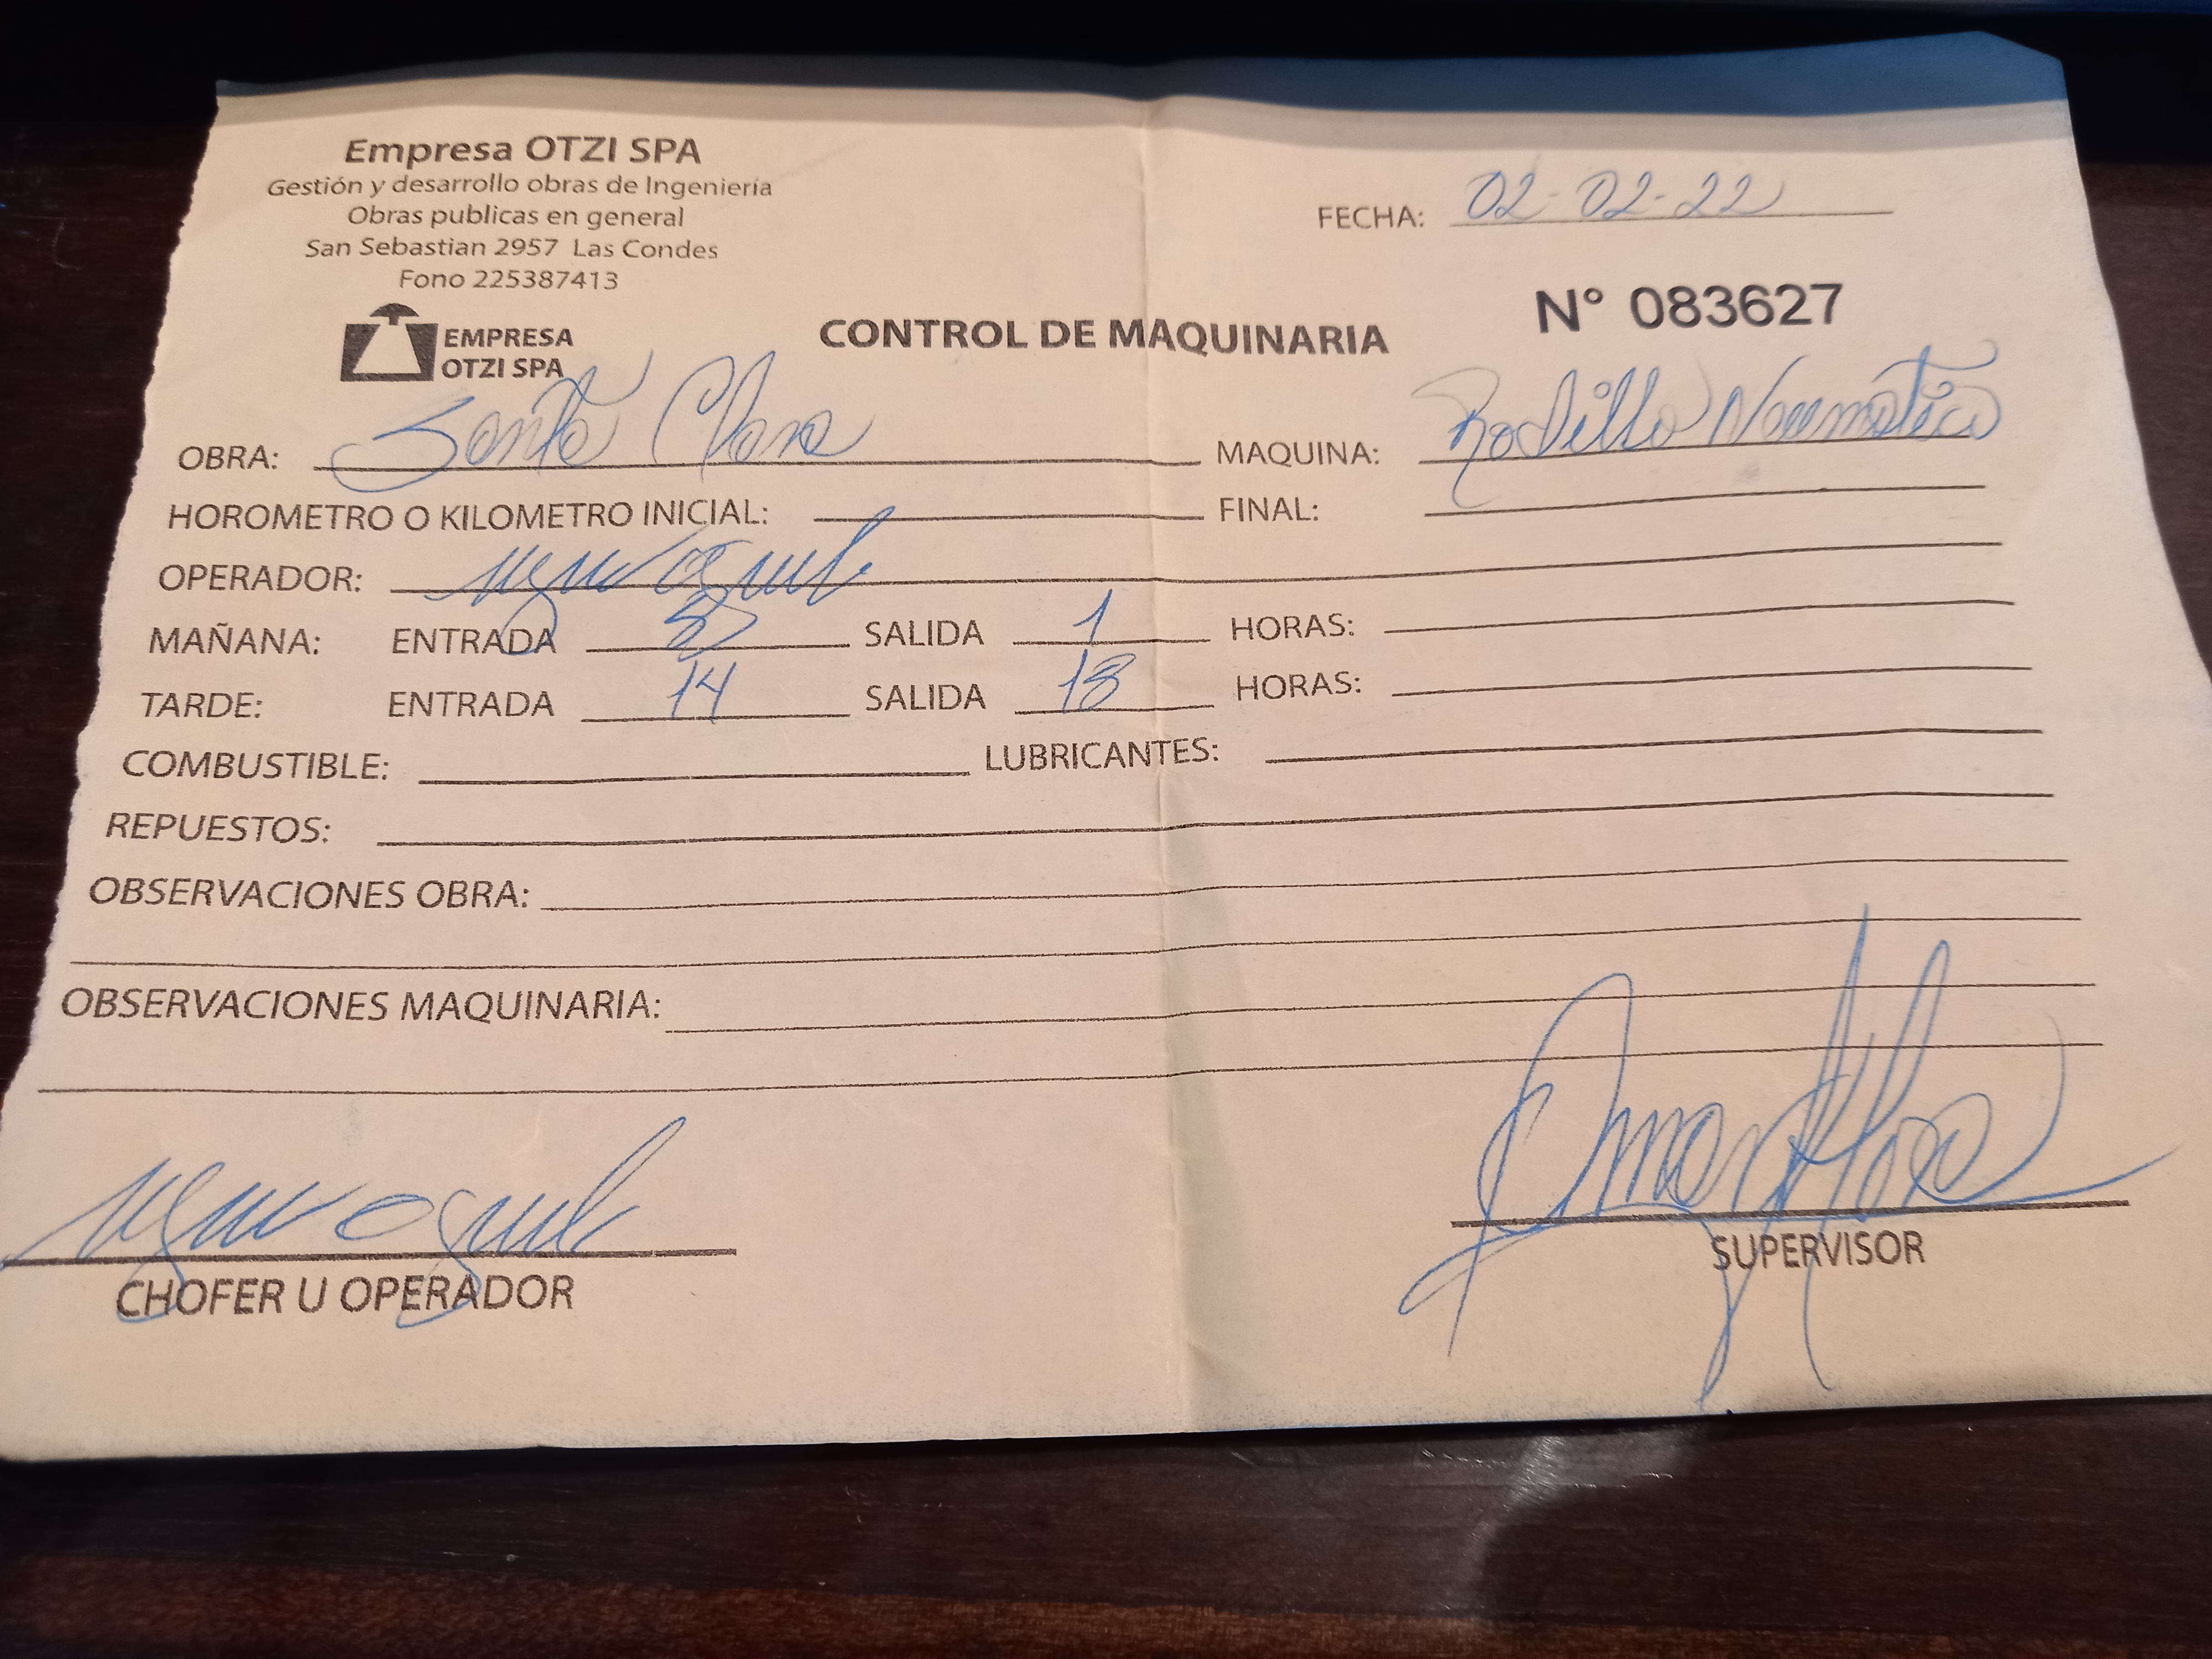 Empresa OTZI SPA
Gestión y desarrollo obras de Ingeniería
Obras publicas en general
San Sebastian 2957 Las Condes
Fono 225387413
FECHA: 02-02-22
N° 083627
EMPRESA
OTZI SPA
CONTROL DE MAQUINARIA
OBRA: Santa Clara MAQUINA: Rodillo Neumatico
HOROMETRO O KILOMETRO INICIAL: FINAL:
OPERADOR:
MAÑANA: ENTRADA 8 SALIDA 1 HORAS:
TARDE: ENTRADA 14 SALIDA 18 HORAS:
COMBUSTIBLE: LUBRICANTES:
REPUESTOS:
OBSERVACIONES OBRA:
OBSERVACIONES MAQUINARIA:
CHOFER U OPERADOR
SUPERVISOR